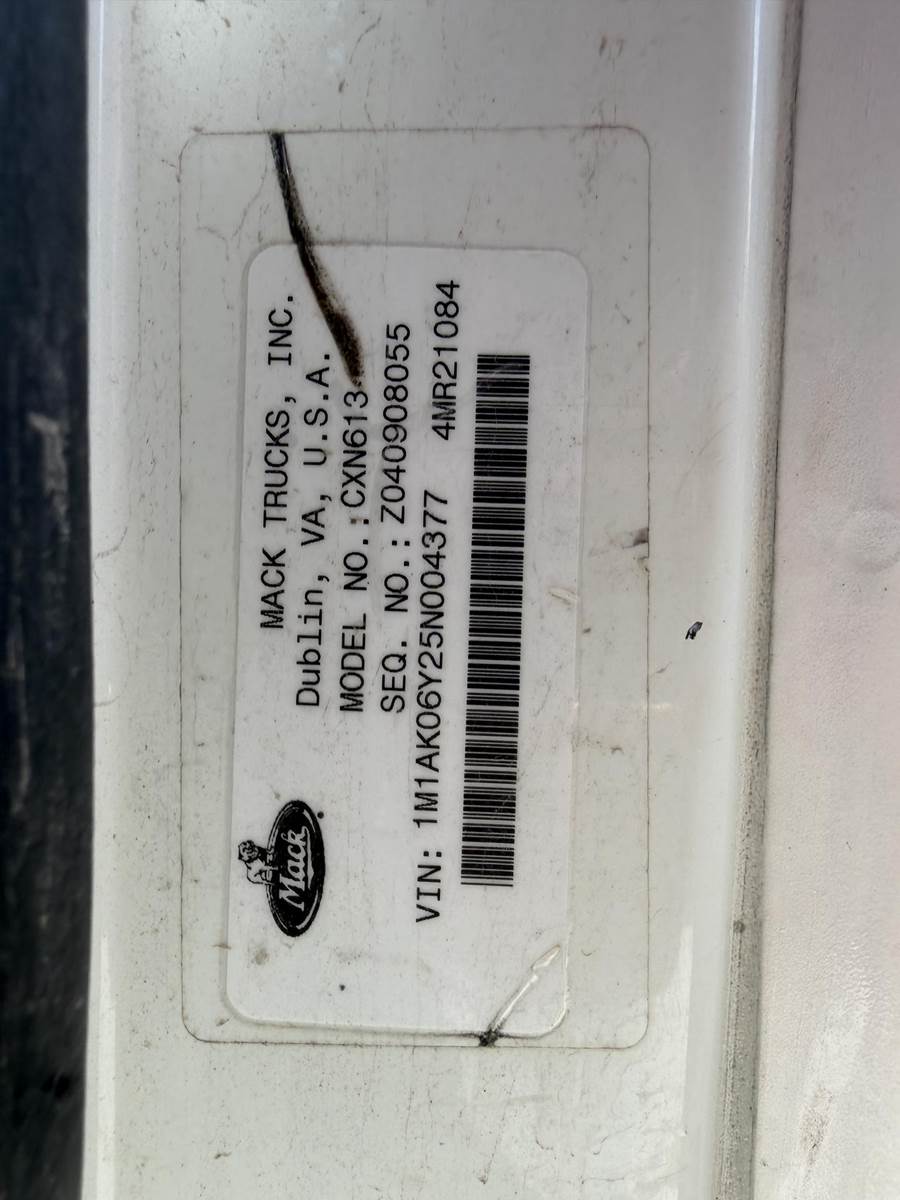 Mack
MACK TRUCKS, INC.
Dublin, VA, U.S.A.
MODEL NO.:CXN613
SEQ. NO.: Z040908055
VIN: 1M1AK06Y25N004377 4MR21084